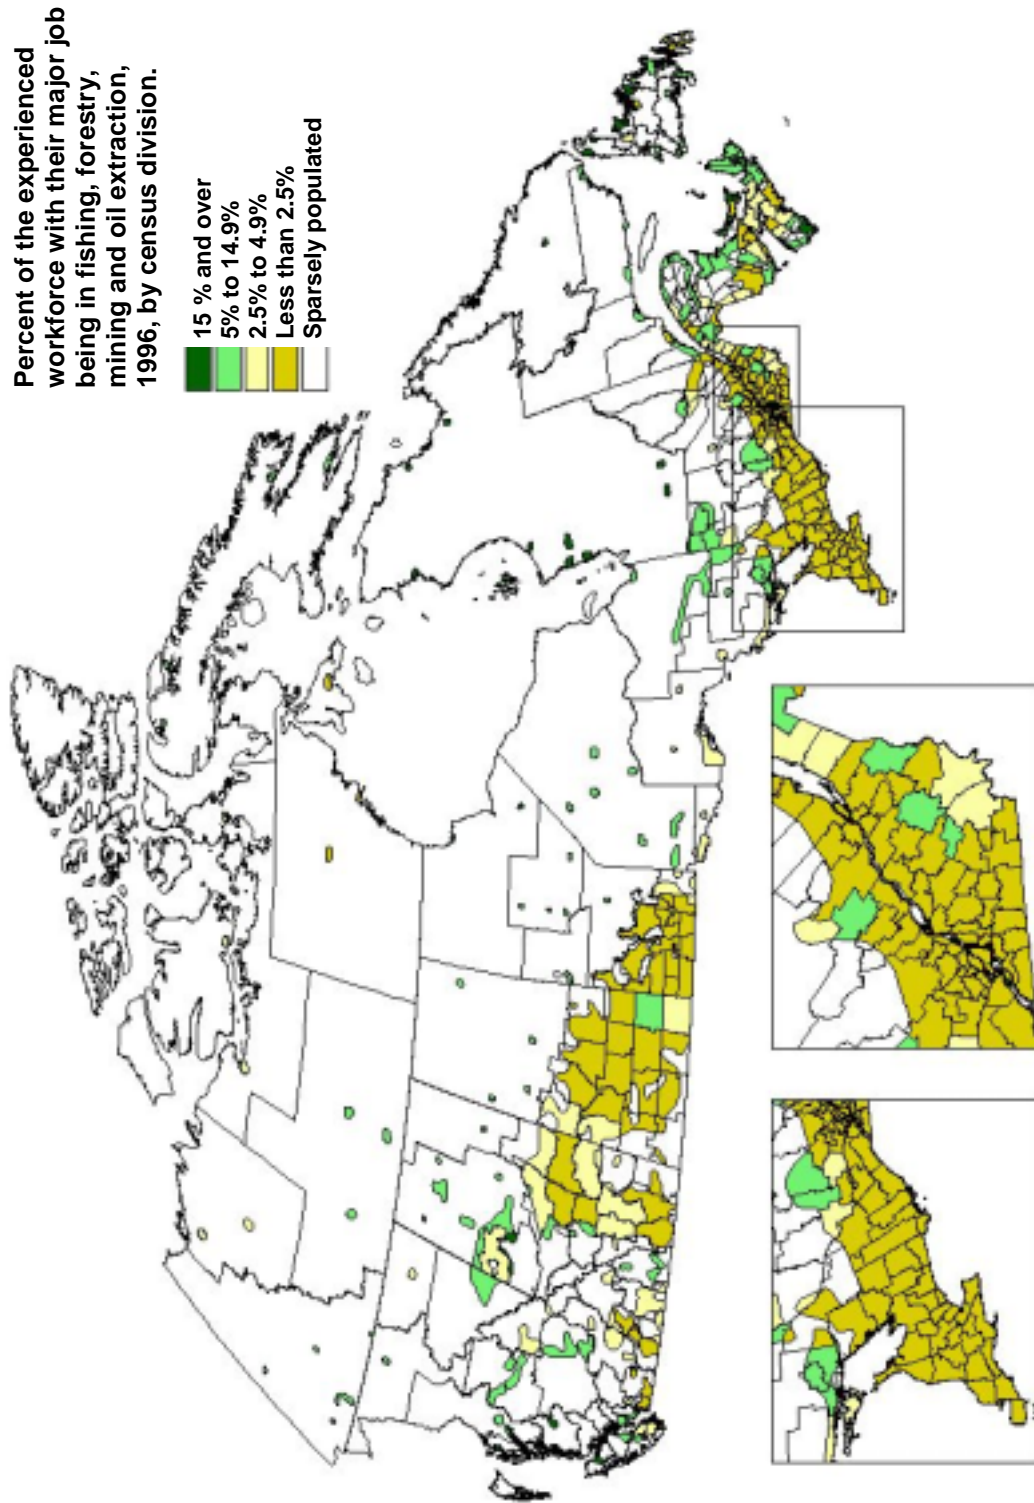 Percent of the experienced
workforce with their major job
being in fishing, forestry,
mining and oil extraction,
1996, by census division.
15 % and over
5% to 14.9%
2.5% to 4.9%
Less than 2.5%
Sparsely populated